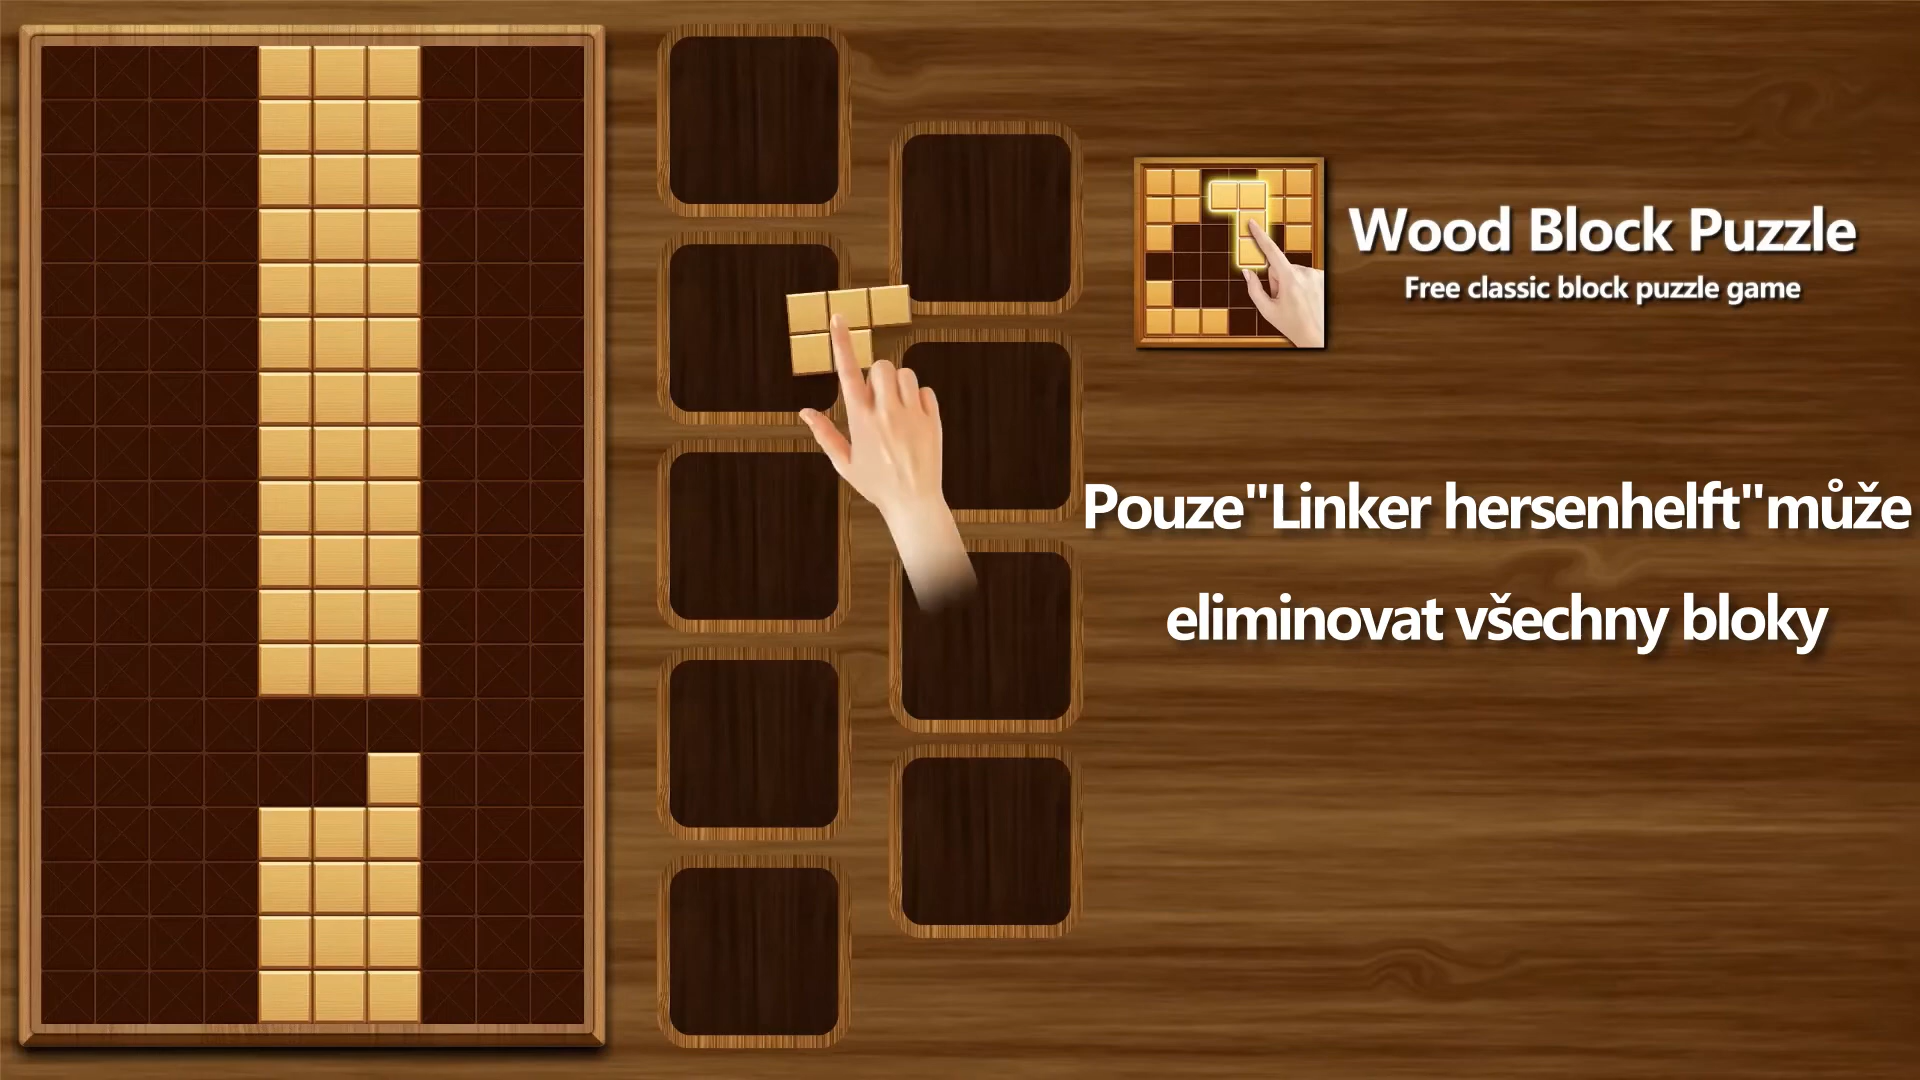 Wood Block Puzzle
Free classic block puzzle game
Pouze"Linker hersenhelft"může
eliminovat všechny bloky